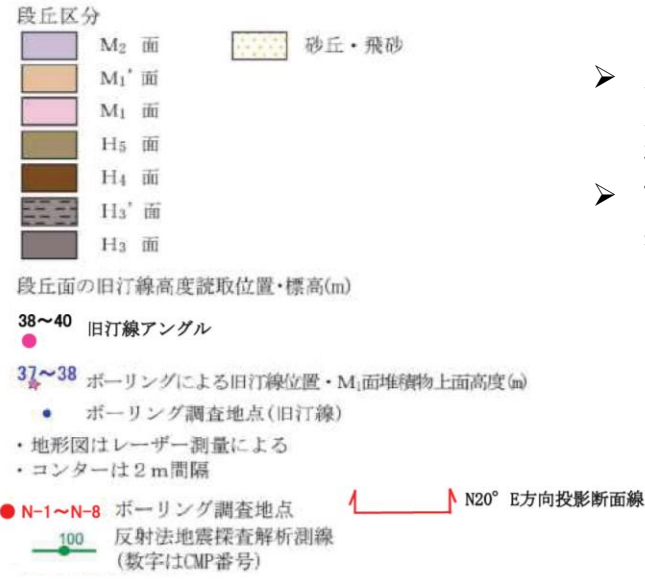 段丘区分
M2 面
砂丘・飛砂
M1' 面
M1 面
H5 面
H4 面
H3' 面
H3 面
段丘面の旧汀線高度読取位置・標高(m)
38～40 旧汀線アングル
37～38 ボーリングによる旧汀線位置・M1面堆積物上面高度(m)
ボーリング調査地点(旧汀線)
・地形図はレーザー測量による
・コンターは2m間隔
N-1～N-8 ボーリング調査地点
N20° E方向投影断面線
100 反射法地震探査解析測線
(数字はCMP番号)